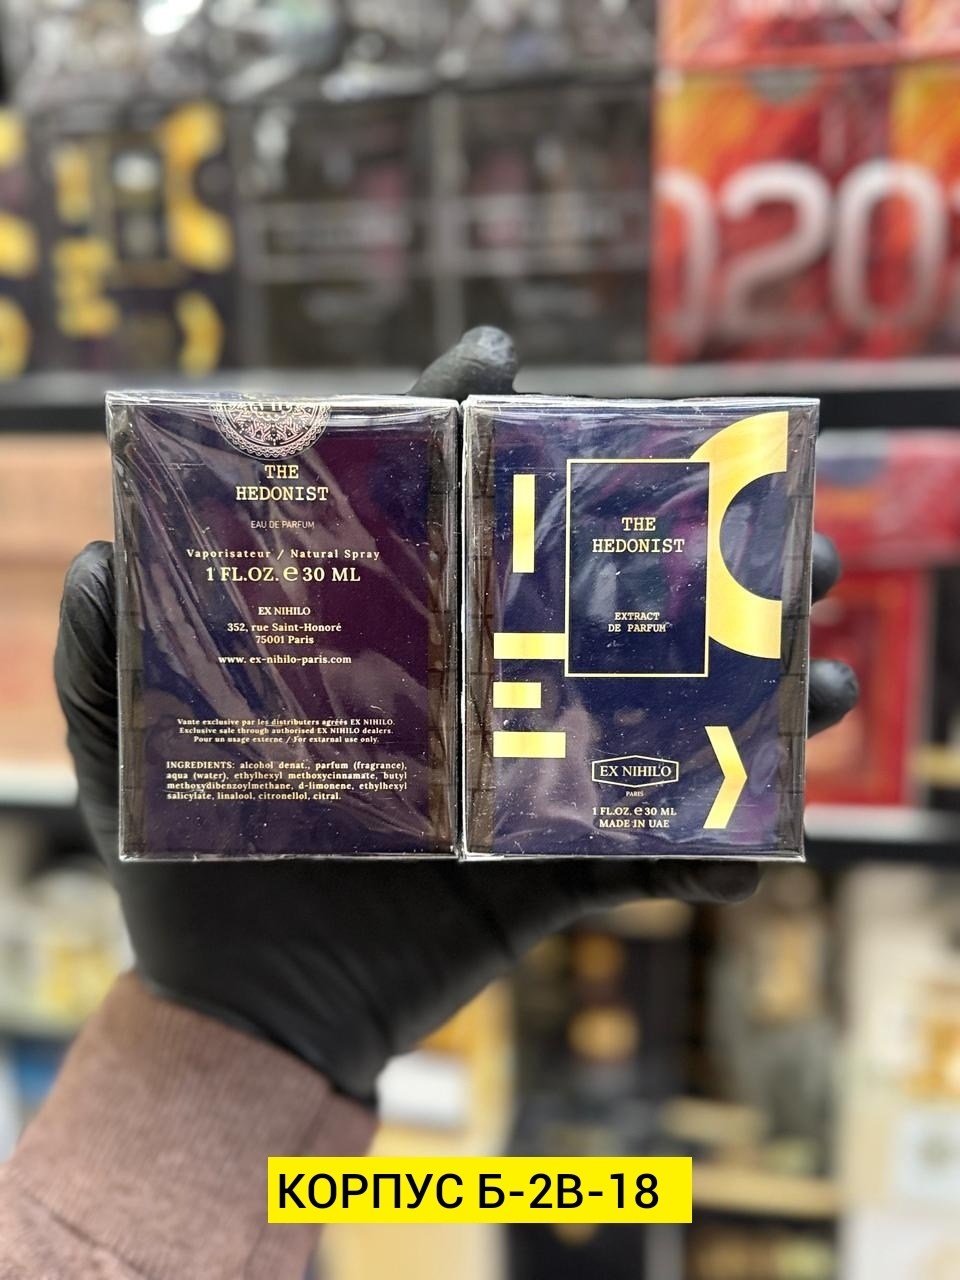 020
THE
HEDONIST
EAU DE PARFUM
Vaporisateur / Natural Spray
1 FL.OZ. ℮ 30 ML
EX NIHILO
352, rue Saint-Honoré
75001 Paris
www. ex-nihilo-paris.com
Vante exclusive par les distributers agréés EX NIHILO.
Exclusive sale through authorised EX NIHILO dealers.
Pour un usage externe / For extarnal use only.
INGREDIENTS: alcohol denat., parfum (fragrance),
aqua (water), ethylhexyl methoxycinnamate, butyl
methoxydibenzoylmethane, d-limonene, ethylhexyl
salicylate, linalool, citronellol, citral.
THE
HEDONIST
EXTRACT
DE PARFUM
EX NIHILO
PARIS
1 FL.OZ. ℮ 30 ML
MADE IN UAE
КОРПУС Б-2В-18